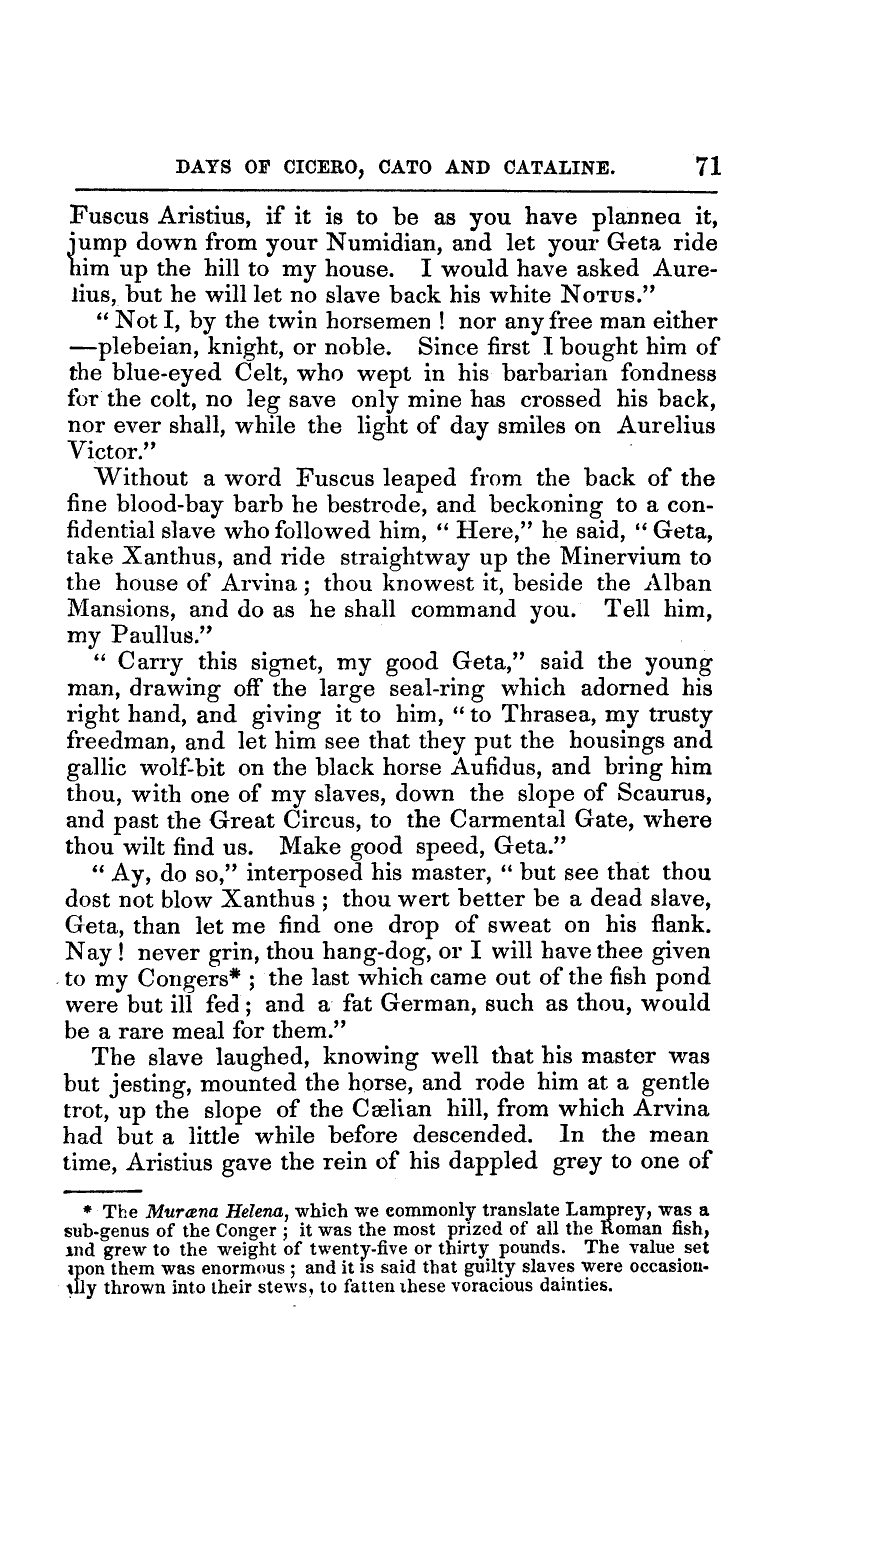 DAYS OF CICERO, CATO AND CATALINE. 71
Fuscus Aristius, if it is to be as you have planned it,
jump down from your Numidian, and let your Geta ride
him up the hill to my house. I would have asked Aure-
lius, but he will let no slave back his white NOTUS.”
“ Not I, by the twin horsemen ! nor any free man either
—plebeian, knight, or noble. Since first I bought him of
the blue-eyed Celt, who wept in his barbarian fondness
for the colt, no leg save only mine has crossed his back,
nor ever shall, while the light of day smiles on Aurelius
Victor.”
Without a word Fuscus leaped from the back of the
fine blood-bay barb he bestrode, and beckoning to a con-
fidential slave who followed him, “ Here,” he said, “ Geta,
take Xanthus, and ride straightway up the Minervium to
the house of Arvina ; thou knowest it, beside the Alban
Mansions, and do as he shall command you. Tell him,
my Paullus.”
“ Carry this signet, my good Geta,” said the young
man, drawing off the large seal-ring which adorned his
right hand, and giving it to him, “ to Thrasea, my trusty
freedman, and let him see that they put the housings and
gallic wolf-bit on the black horse Aufidus, and bring him
thou, with one of my slaves, down the slope of Scaurus,
and past the Great Circus, to the Carmental Gate, where
thou wilt find us. Make good speed, Geta.”
“ Ay, do so,” interposed his master, “ but see that thou
dost not blow Xanthus ; thou wert better be a dead slave,
Geta, than let me find one drop of sweat on his flank.
Nay ! never grin, thou hang-dog, or I will have thee given
to my Congers* ; the last which came out of the fish pond
were but ill fed ; and a fat German, such as thou, would
be a rare meal for them.”
The slave laughed, knowing well that his master was
but jesting, mounted the horse, and rode him at a gentle
trot, up the slope of the Cælian hill, from which Arvina
had but a little while before descended. In the mean
time, Aristius gave the rein of his dappled grey to one of
* The Muræna Helena, which we commonly translate Lamprey, was a
sub-genus of the Conger ; it was the most prized of all the Roman fish,
and grew to the weight of twenty-five or thirty pounds. The value set
upon them was enormous ; and it is said that guilty slaves were occasion-
ally thrown into their stews, to fatten these voracious dainties.